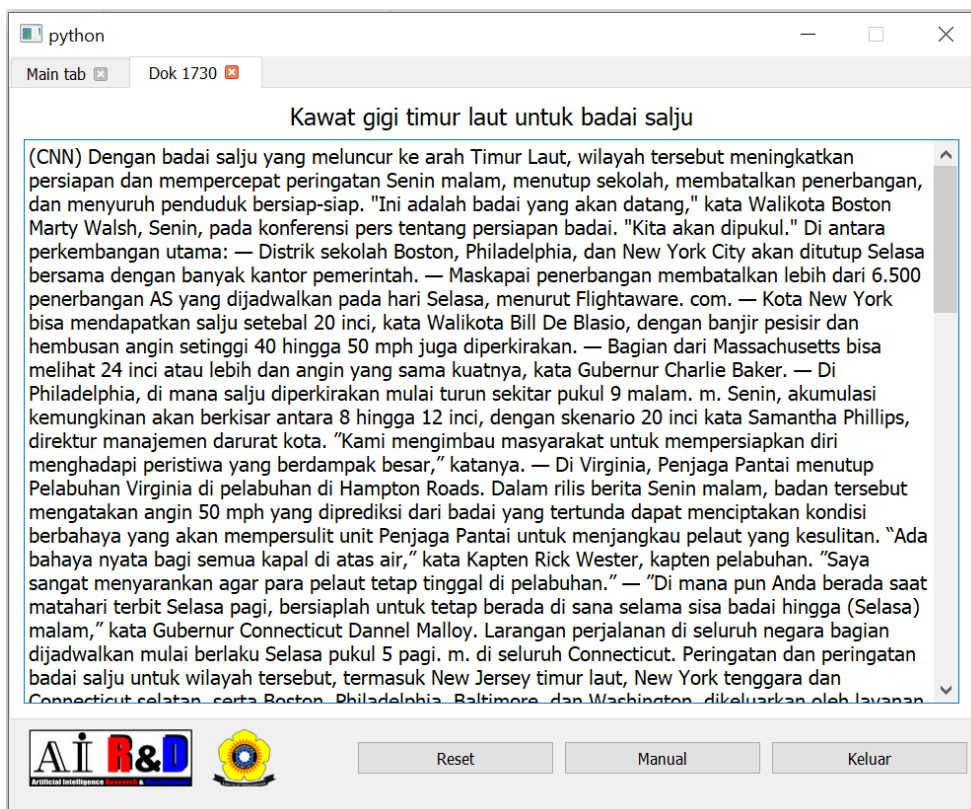 python
Main tab
Dok 1730
Kawat gigi timur laut untuk badai salju
(CNN) Dengan badai salju yang meluncur ke arah Timur Laut, wilayah tersebut meningkatkan
persiapan dan mempercepat peringatan Senin malam, menutup sekolah, membatalkan penerbangan,
dan menyuruh penduduk bersiap-siap. "Ini adalah badai yang akan datang," kata Walikota Boston
Marty Walsh, Senin, pada konferensi pers tentang persiapan badai. "Kita akan dipukul." Di antara
perkembangan utama: — Distrik sekolah Boston, Philadelphia, dan New York City akan ditutup Selasa
bersama dengan banyak kantor pemerintah. — Maskapai penerbangan membatalkan lebih dari 6.500
penerbangan AS yang dijadwalkan pada hari Selasa, menurut Flightaware. com. — Kota New York
bisa mendapatkan salju setebal 20 inci, kata Walikota Bill De Blasio, dengan banjir pesisir dan
hembusan angin setinggi 40 hingga 50 mph juga diperkirakan. — Bagian dari Massachusetts bisa
melihat 24 inci atau lebih dan angin yang sama kuatnya, kata Gubernur Charlie Baker. — Di
Philadelphia, di mana salju diperkirakan mulai turun sekitar pukul 9 malam. m. Senin, akumulasi
kemungkinan akan berkisar antara 8 hingga 12 inci, dengan skenario 20 inci kata Samantha Phillips,
direktur manajemen darurat kota. ”Kami mengimbau masyarakat untuk mempersiapkan diri
menghadapi peristiwa yang berdampak besar,” katanya. — Di Virginia, Penjaga Pantai menutup
Pelabuhan Virginia di pelabuhan di Hampton Roads. Dalam rilis berita Senin malam, badan tersebut
mengatakan angin 50 mph yang diprediksi dari badai yang tertunda dapat menciptakan kondisi
berbahaya yang akan mempersulit unit Penjaga Pantai untuk menjangkau pelaut yang kesulitan. “Ada
bahaya nyata bagi semua kapal di atas air,” kata Kapten Rick Wester, kapten pelabuhan. ”Saya
sangat menyarankan agar para pelaut tetap tinggal di pelabuhan.” — ”Di mana pun Anda berada saat
matahari terbit Selasa pagi, bersiaplah untuk tetap berada di sana selama sisa badai hingga (Selasa)
malam,” kata Gubernur Connecticut Dannel Malloy. Larangan perjalanan di seluruh negara bagian
dijadwalkan mulai berlaku Selasa pukul 5 pagi. m. di seluruh Connecticut. Peringatan dan peringatan
badai salju untuk wilayah tersebut, termasuk New Jersey timur laut, New York tenggara dan
Connecticut selatan, serta Boston, Philadelphia, Baltimore, dan Washington, dikeluarkan oleh layanan
AI R&D
Artificial Intelligence Research &
Reset
Manual
Keluar